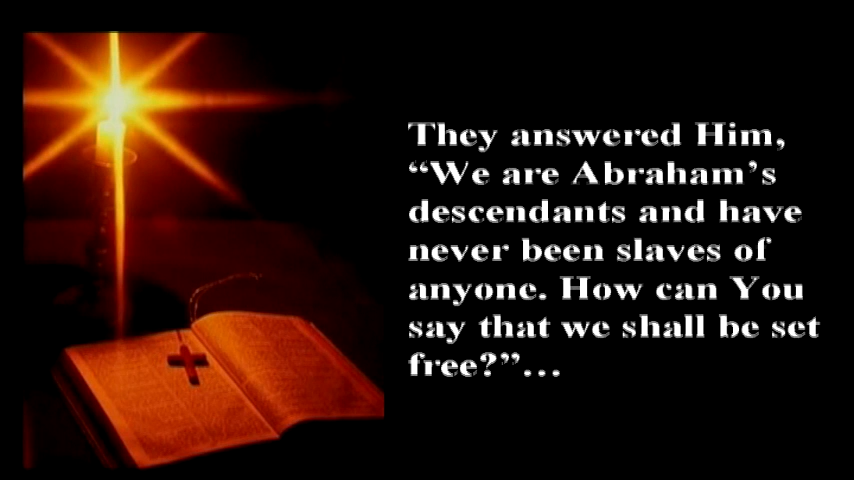 They answered Him,
“We are Abraham’s
descendants and have
never been slaves of
anyone. How can You
say that we shall be set
free?”…